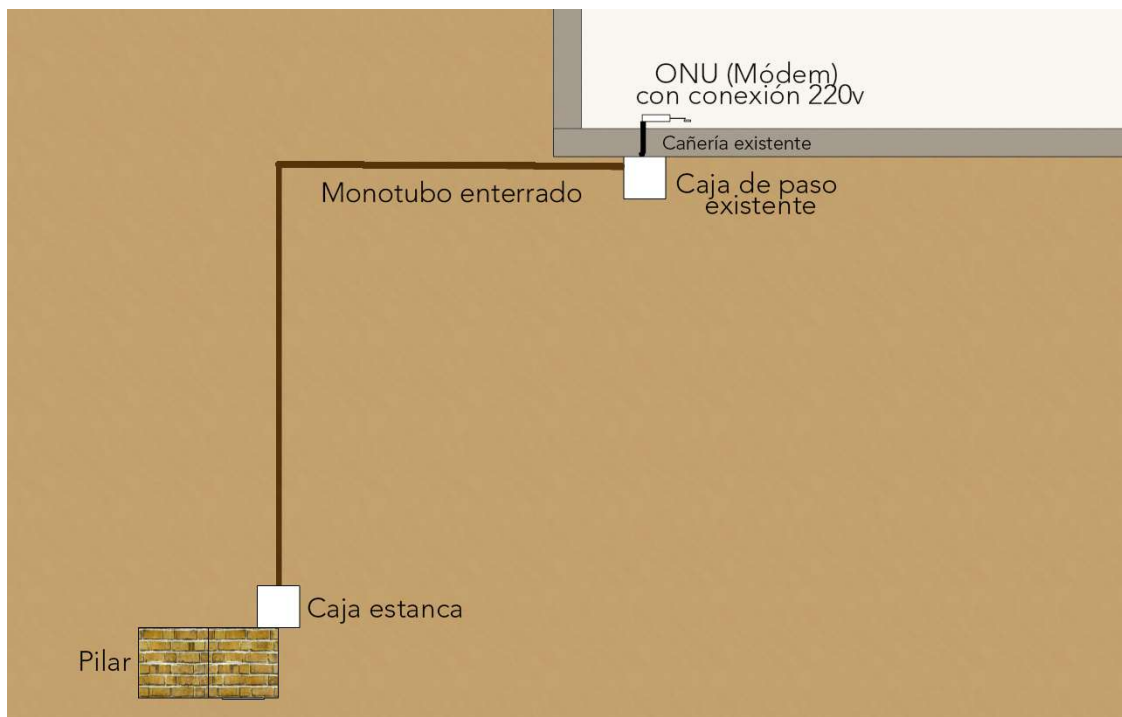 ONU (Módem)
con conexión 220v
Cañería existente
Monotubo enterrado
Caja de paso
existente
Caja estanca
Pilar